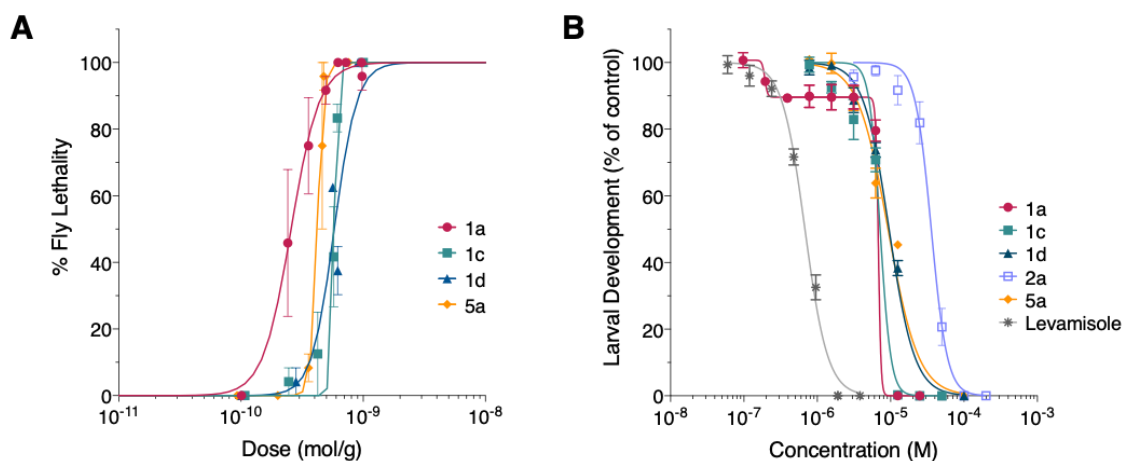 A
% Fly Lethality
100
80
60
40
20
0
10-11
10-10
10-9
10-8
Dose (mol/g)
1a
1c
1d
5a
B
Larval Development (% of control)
100
80
60
40
20
0
10-8
10-7
10-6
10-5
10-4
10-3
Concentration (M)
1a
1c
1d
2a
5a
Levamisole